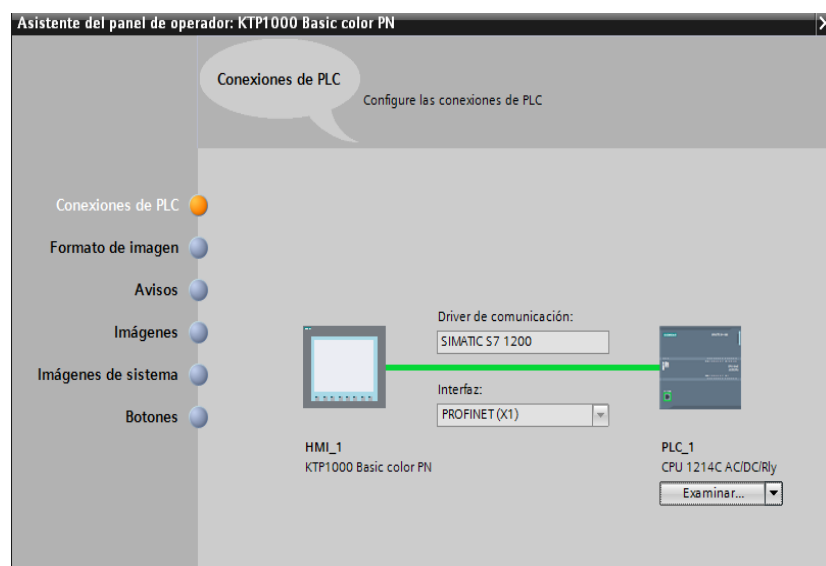 Asistente del panel de operador: KTP1000 Basic color PN
Conexiones de PLC
Configure las conexiones de PLC
Conexiones de PLC
Formato de imagen
Avisos
Imágenes
Imágenes de sistema
Botones
Driver de comunicación:
SIMATIC S7 1200
Interfaz:
PROFINET (X1)
HMI_1
KTP1000 Basic color PN
PLC_1
CPU 1214C AC/DC/Rly
Examinar...